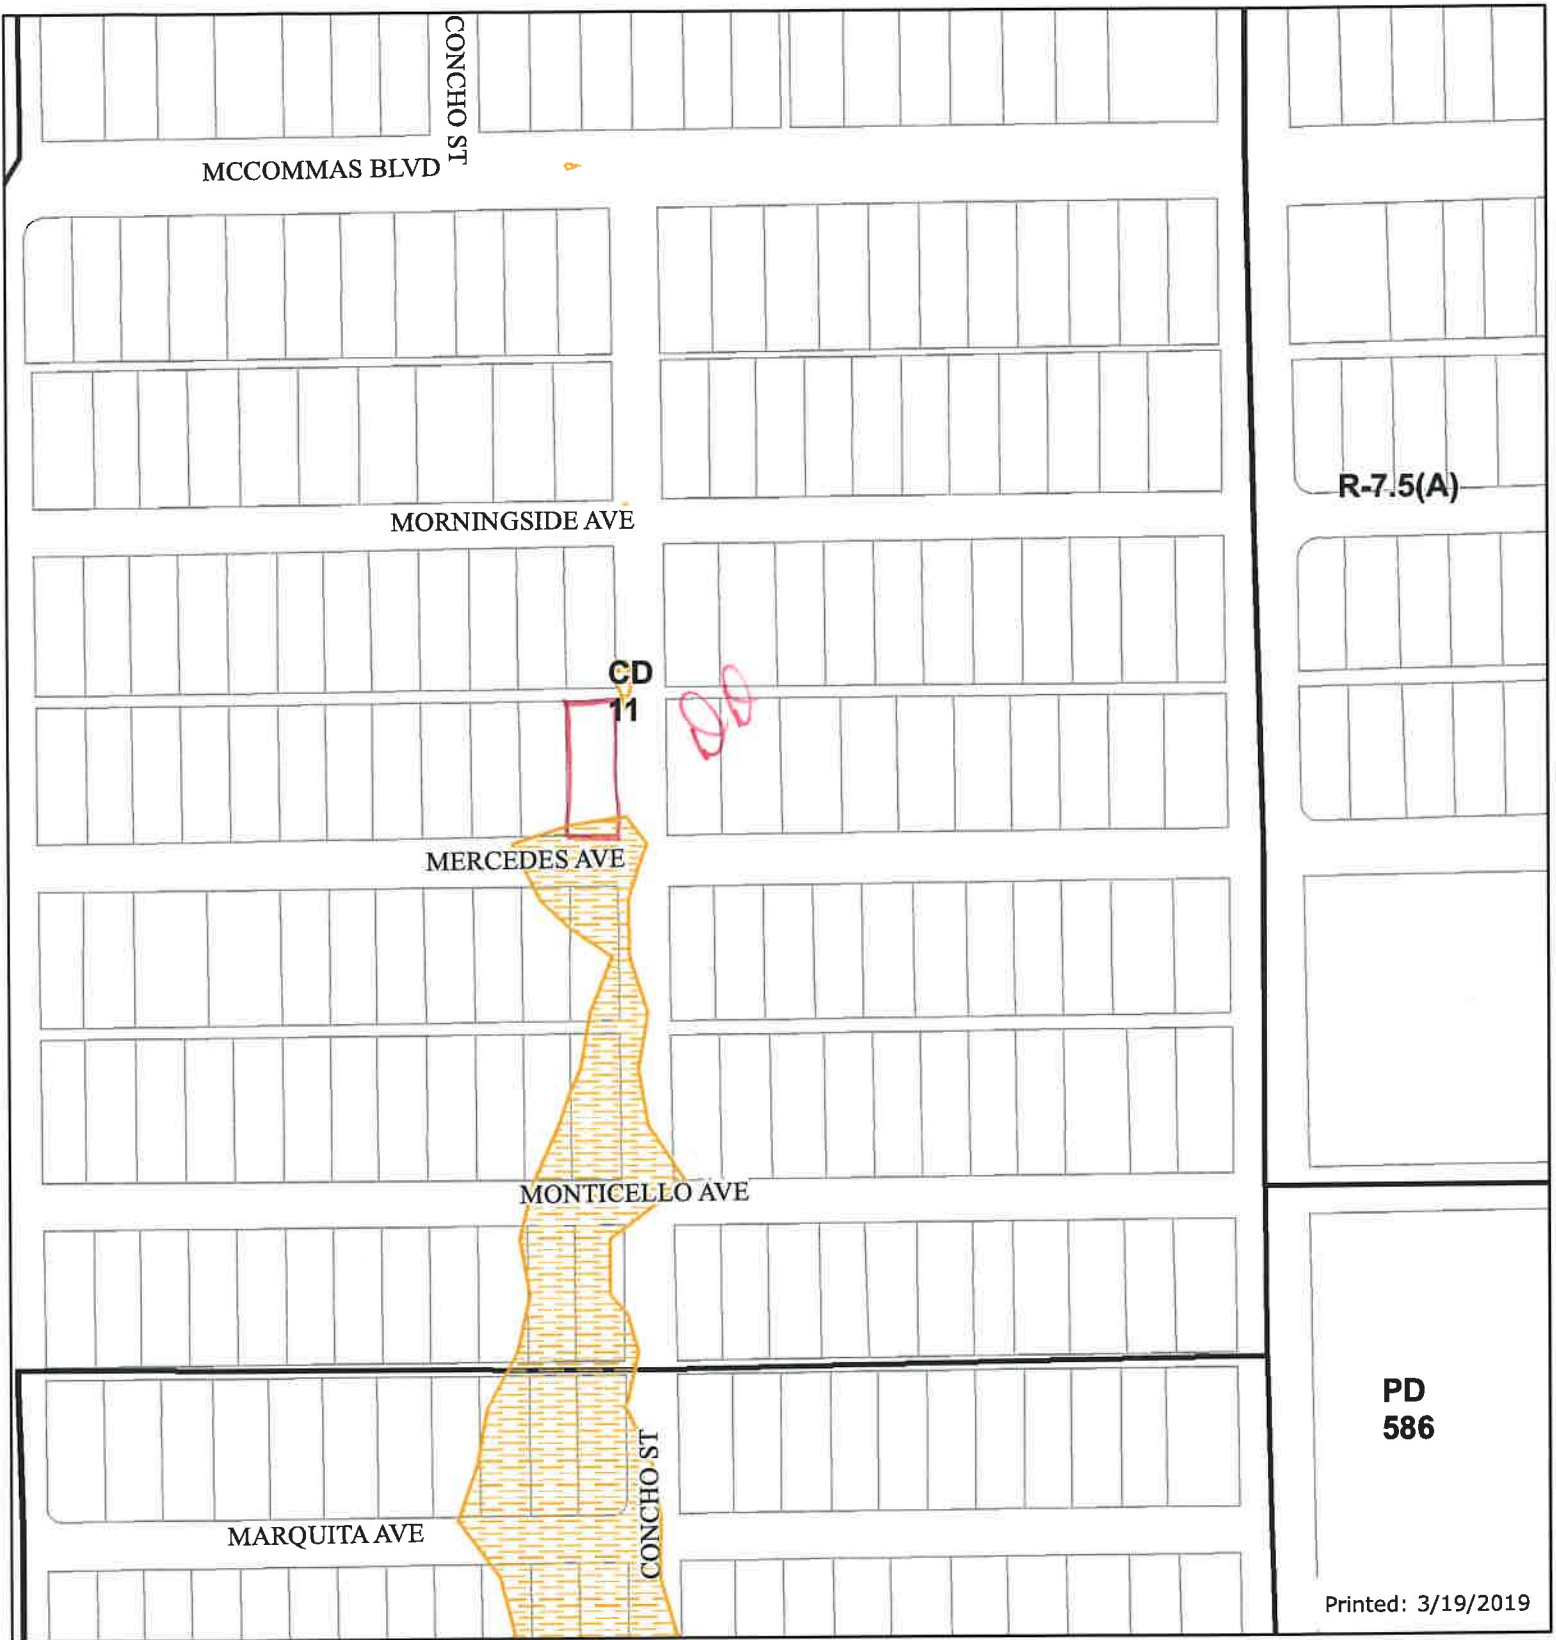 CONCHO ST
MCCOMMAS BLVD
MORNINGSIDE AVE
R-7.5(A)
CD
11
MERCEDES AVE
MONTICELLO AVE
PD
586
CONCHO ST
MARQUITA AVE
Printed: 3/19/2019